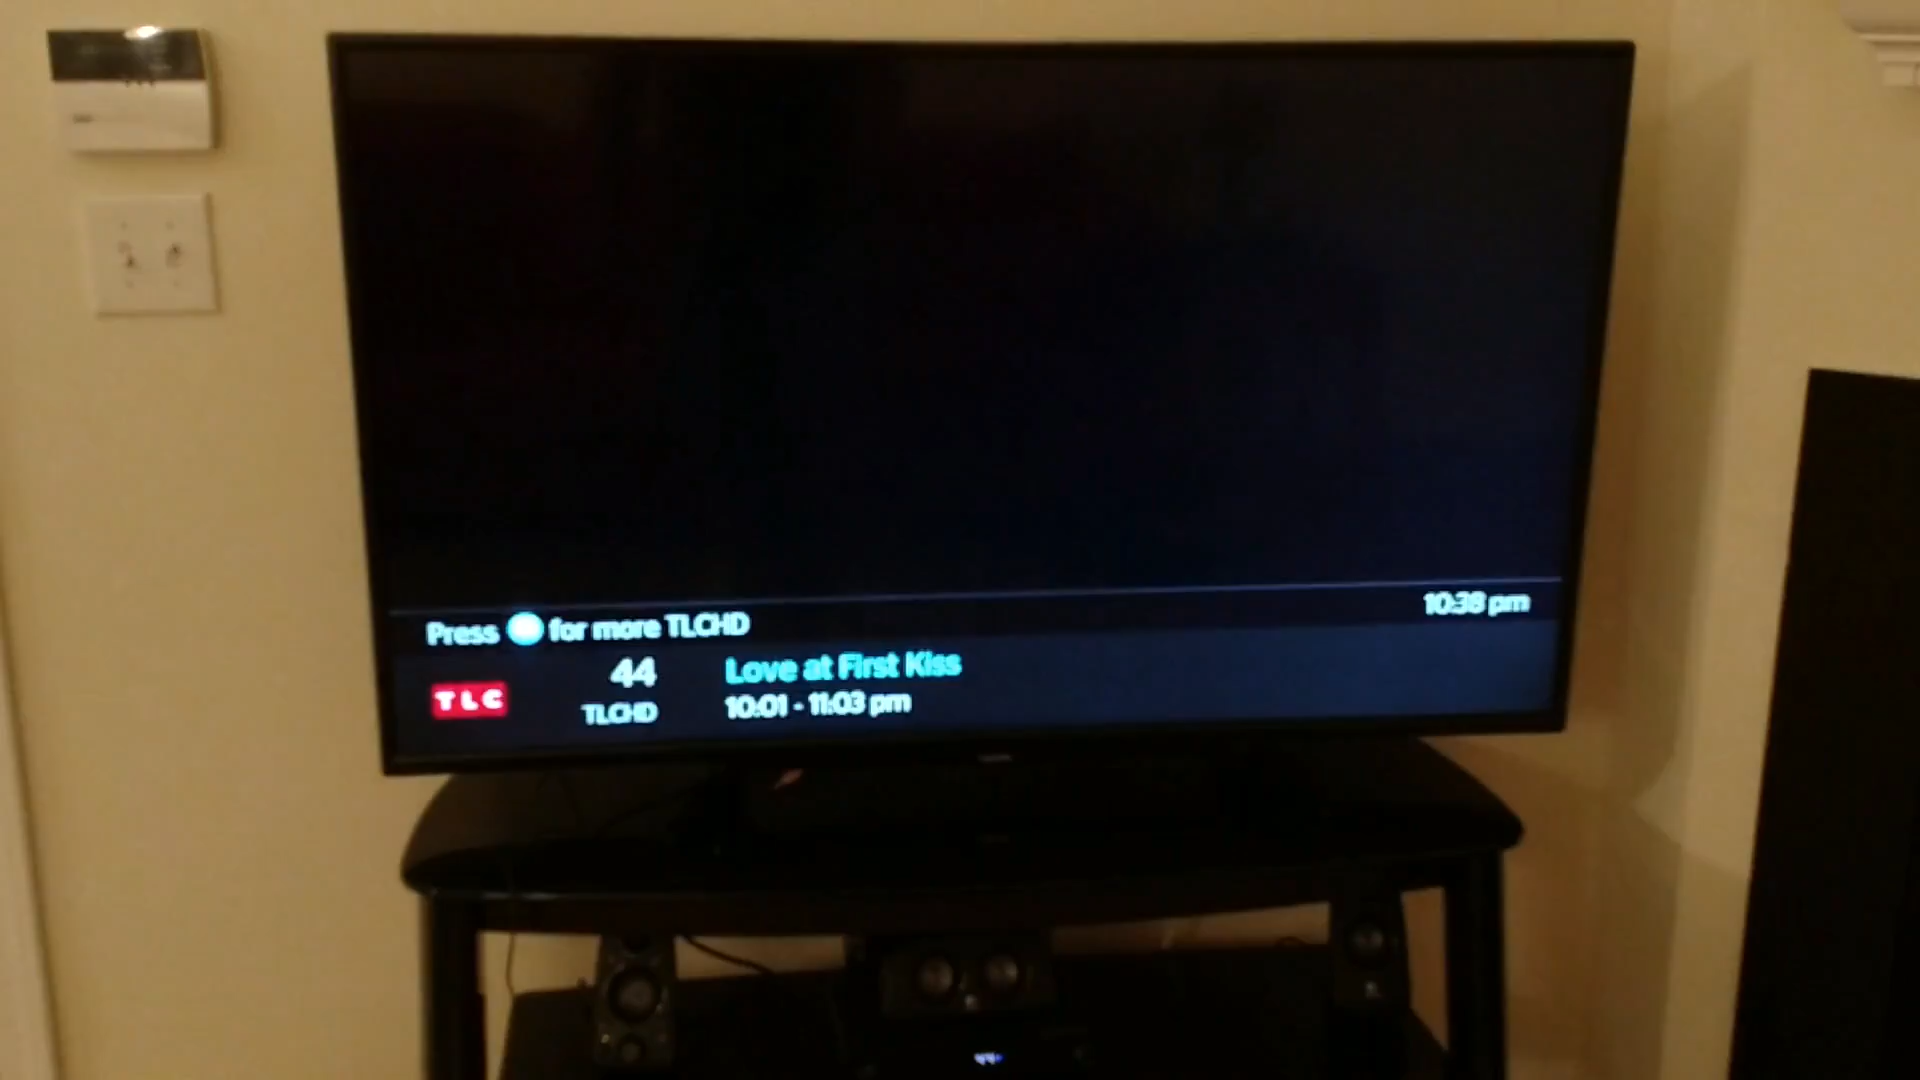 10:38 pm
Press for more TLCHD
44 Love at First Kiss
TLC TLCHD 10:01 - 11:03 pm